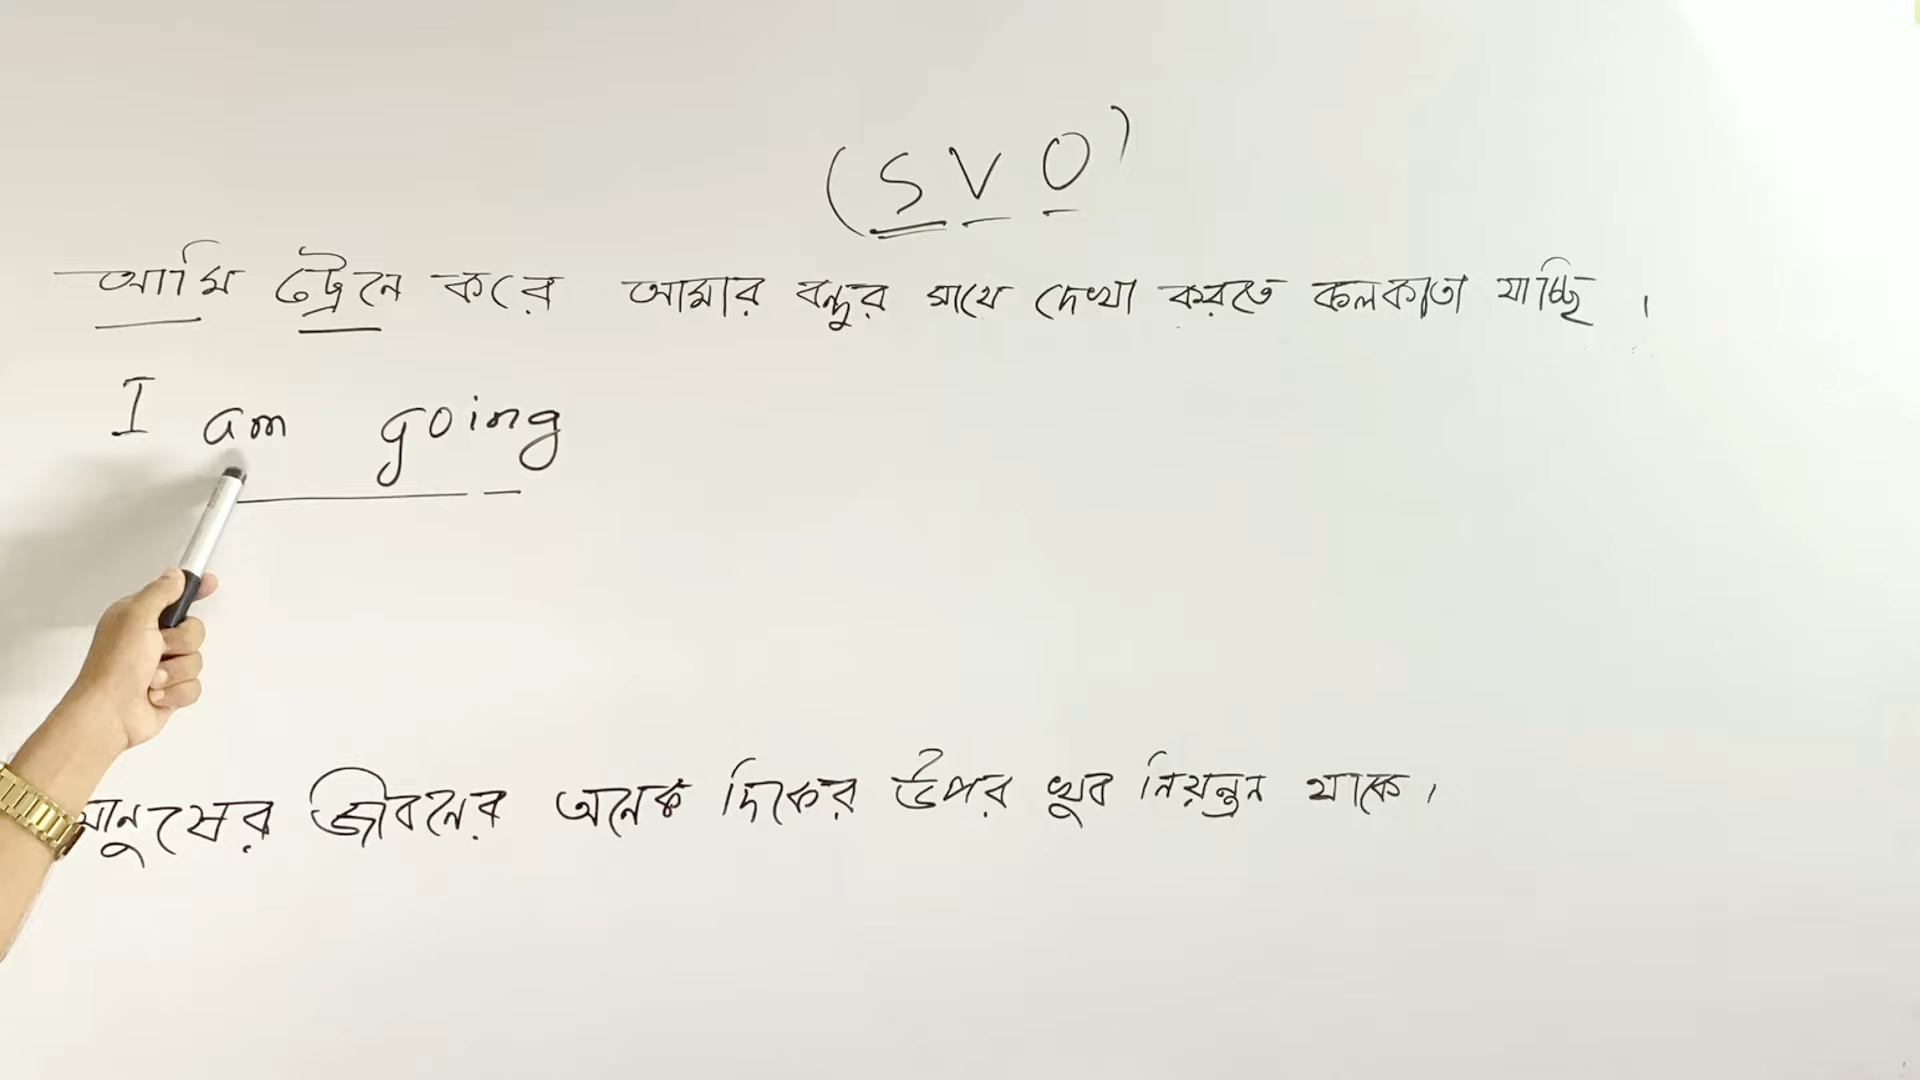 (S V O)
আমি ট্রেনে করে আমার বন্ধুর সাথে দেখা করতে কলকাতা যাচ্ছি ।
I am going
মানুষের জীবনের অনেক দিকের উপর খুব নিয়ন্ত্রন থাকে ।